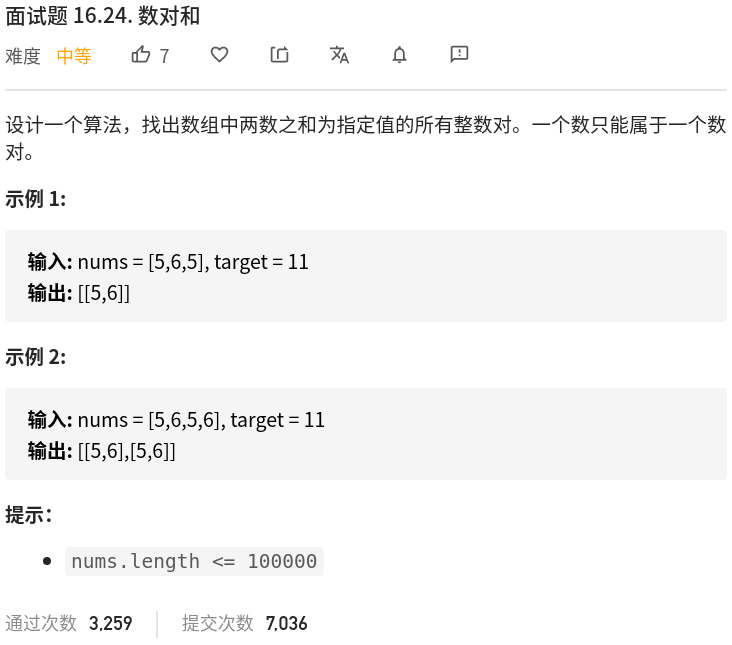 面试题 16.24. 数对和
难度 中等 7
设计一个算法，找出数组中两数之和为指定值的所有整数对。一个数只能属于一个数
对。
示例 1:
输入: nums = [5,6,5], target = 11
输出: [[5,6]]
示例 2:
输入: nums = [5,6,5,6], target = 11
输出: [[5,6],[5,6]]
提示：
nums.length <= 100000
通过次数 3,259 提交次数 7,036